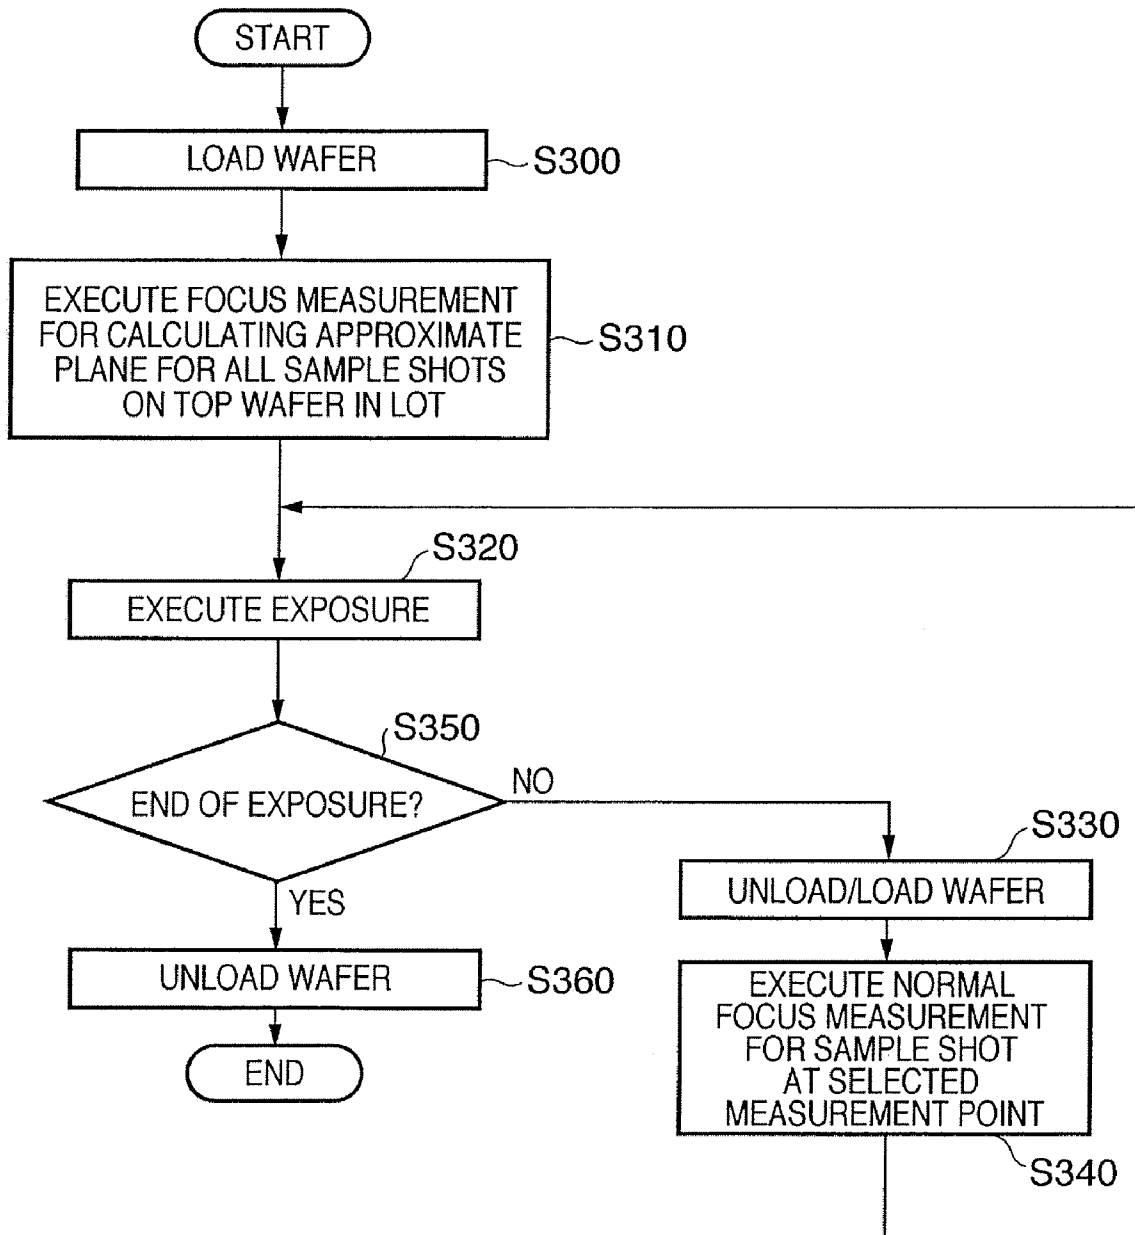 START
LOAD WAFER
S300
EXECUTE FOCUS MEASUREMENT
FOR CALCULATING APPROXIMATE
PLANE FOR ALL SAMPLE SHOTS
ON TOP WAFER IN LOT
S310
S320
EXECUTE EXPOSURE
S350
END OF EXPOSURE?
NO
YES
S330
UNLOAD/LOAD WAFER
UNLOAD WAFER
S360
END
EXECUTE NORMAL
FOCUS MEASUREMENT
FOR SAMPLE SHOT
AT SELECTED
MEASUREMENT POINT
S340